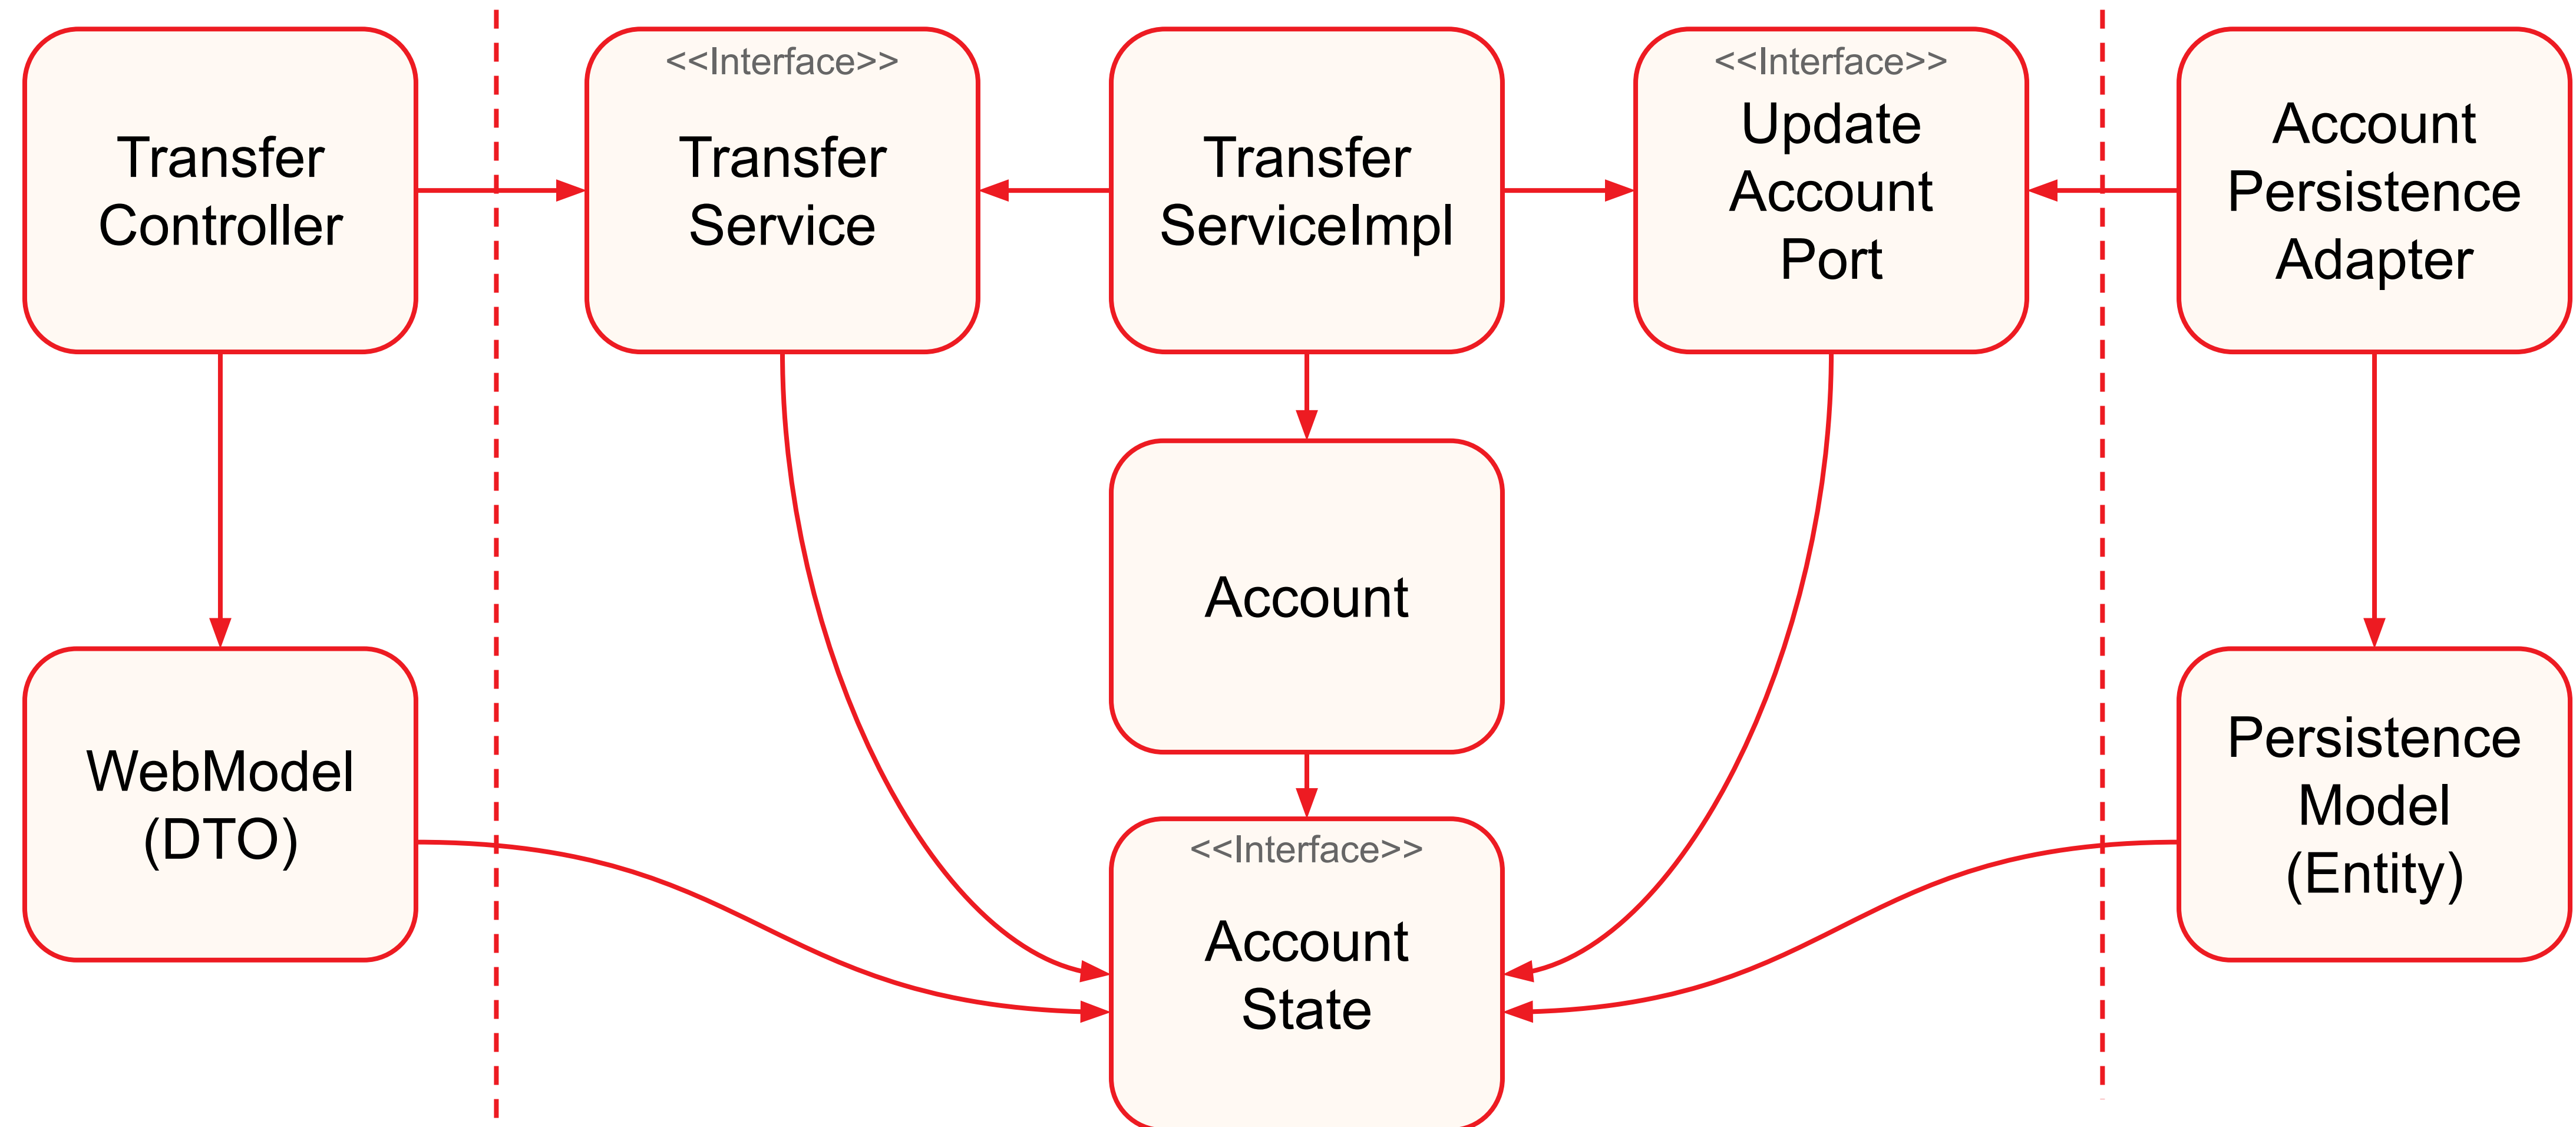 Transfer
Controller
<<Interface>>
Transfer
Service
Transfer
ServiceImpl
<<Interface>>
Update
Account
Port
Account
Persistence
Adapter
Account
WebModel
(DTO)
<<Interface>>
Account
State
Persistence
Model
(Entity)